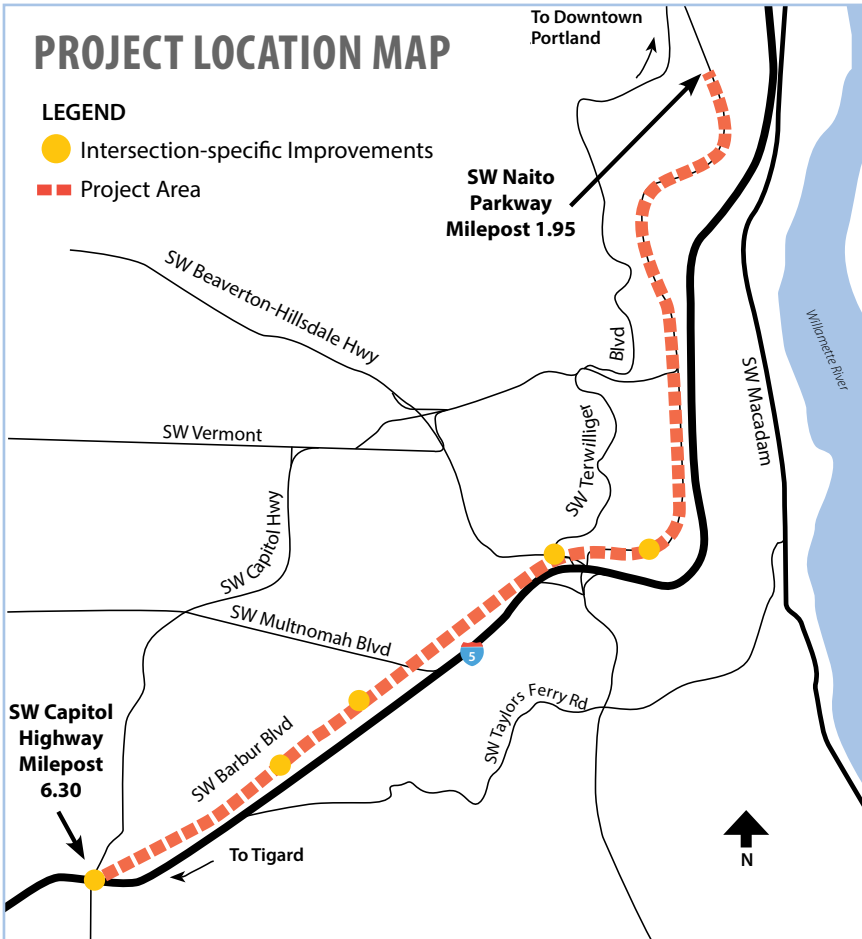 PROJECT LOCATION MAP
To Downtown
Portland
LEGEND
Intersection-specific Improvements
Project Area
SW Naito
Parkway
Milepost 1.95
SW Beaverton-Hillsdale Hwy
Blvd
Willamette River
SW Macadam
SW Vermont
SW Terwilliger
SW Capitol Hwy
SW Multnomah Blvd
5
SW Taylors Ferry Rd
SW Capitol
Highway
Milepost
6.30
SW Barbur Blvd
To Tigard
N